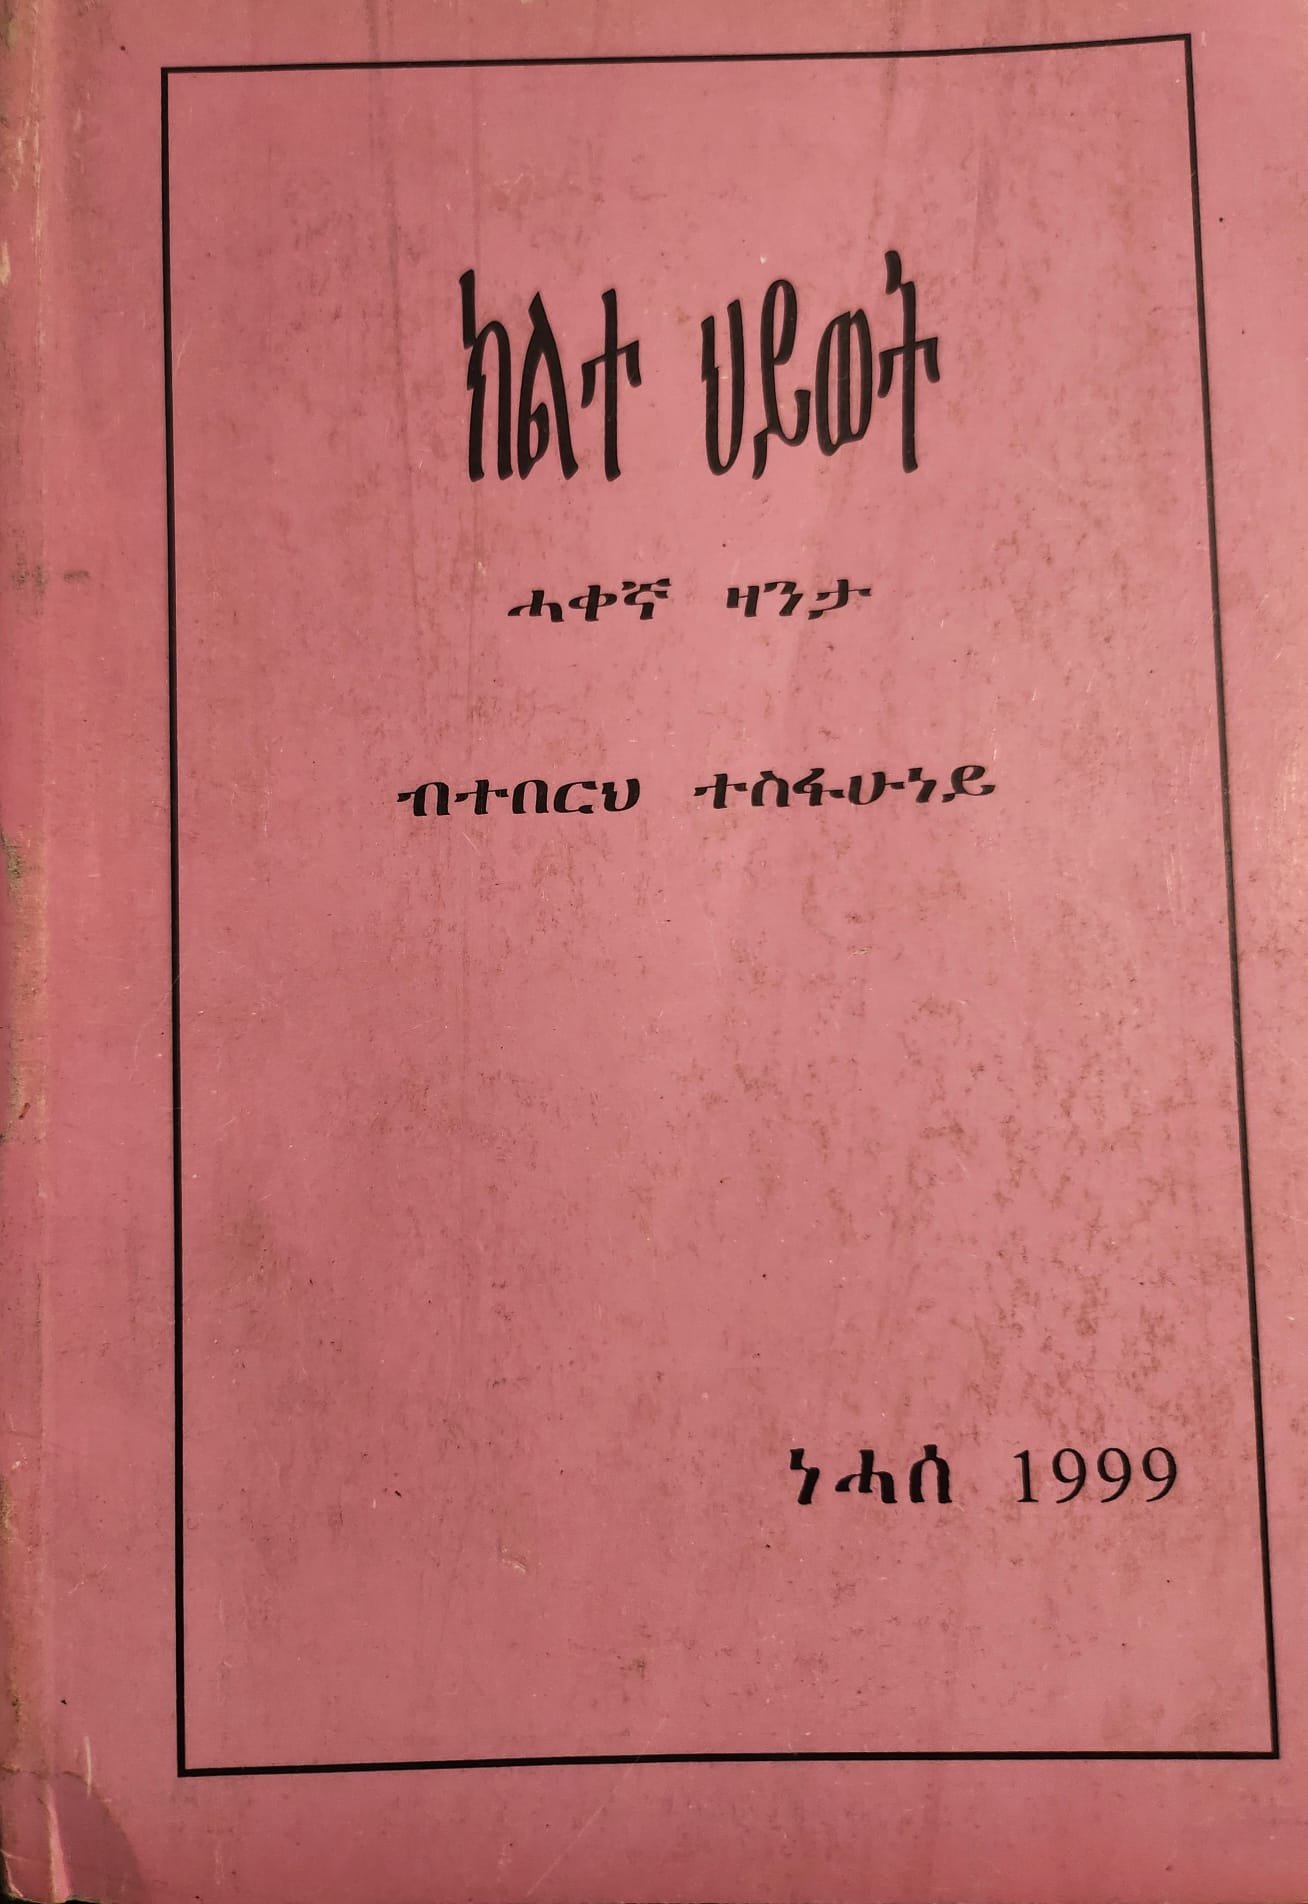 ክልተ ህይወት
ሓቀኛ ዛንታ
ብተበርህ ተስፋሁነይ
ነሓሰ 1999